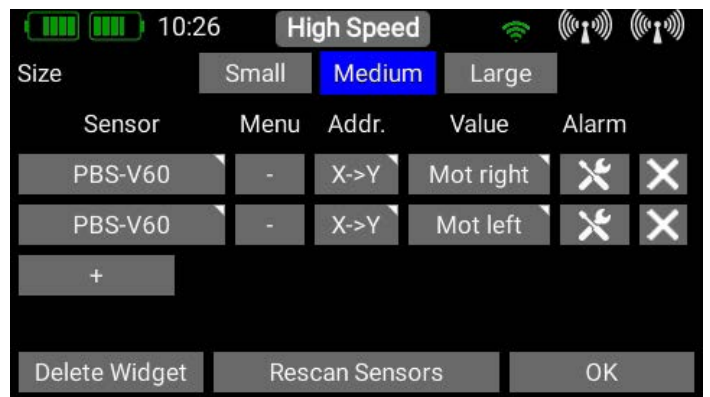 10:26 High Speed
Size Small Medium Large
Sensor Menu Addr. Value Alarm
PBS-V60 - X->Y Mot right
PBS-V60 - X->Y Mot left
+
Delete Widget Rescan Sensors OK